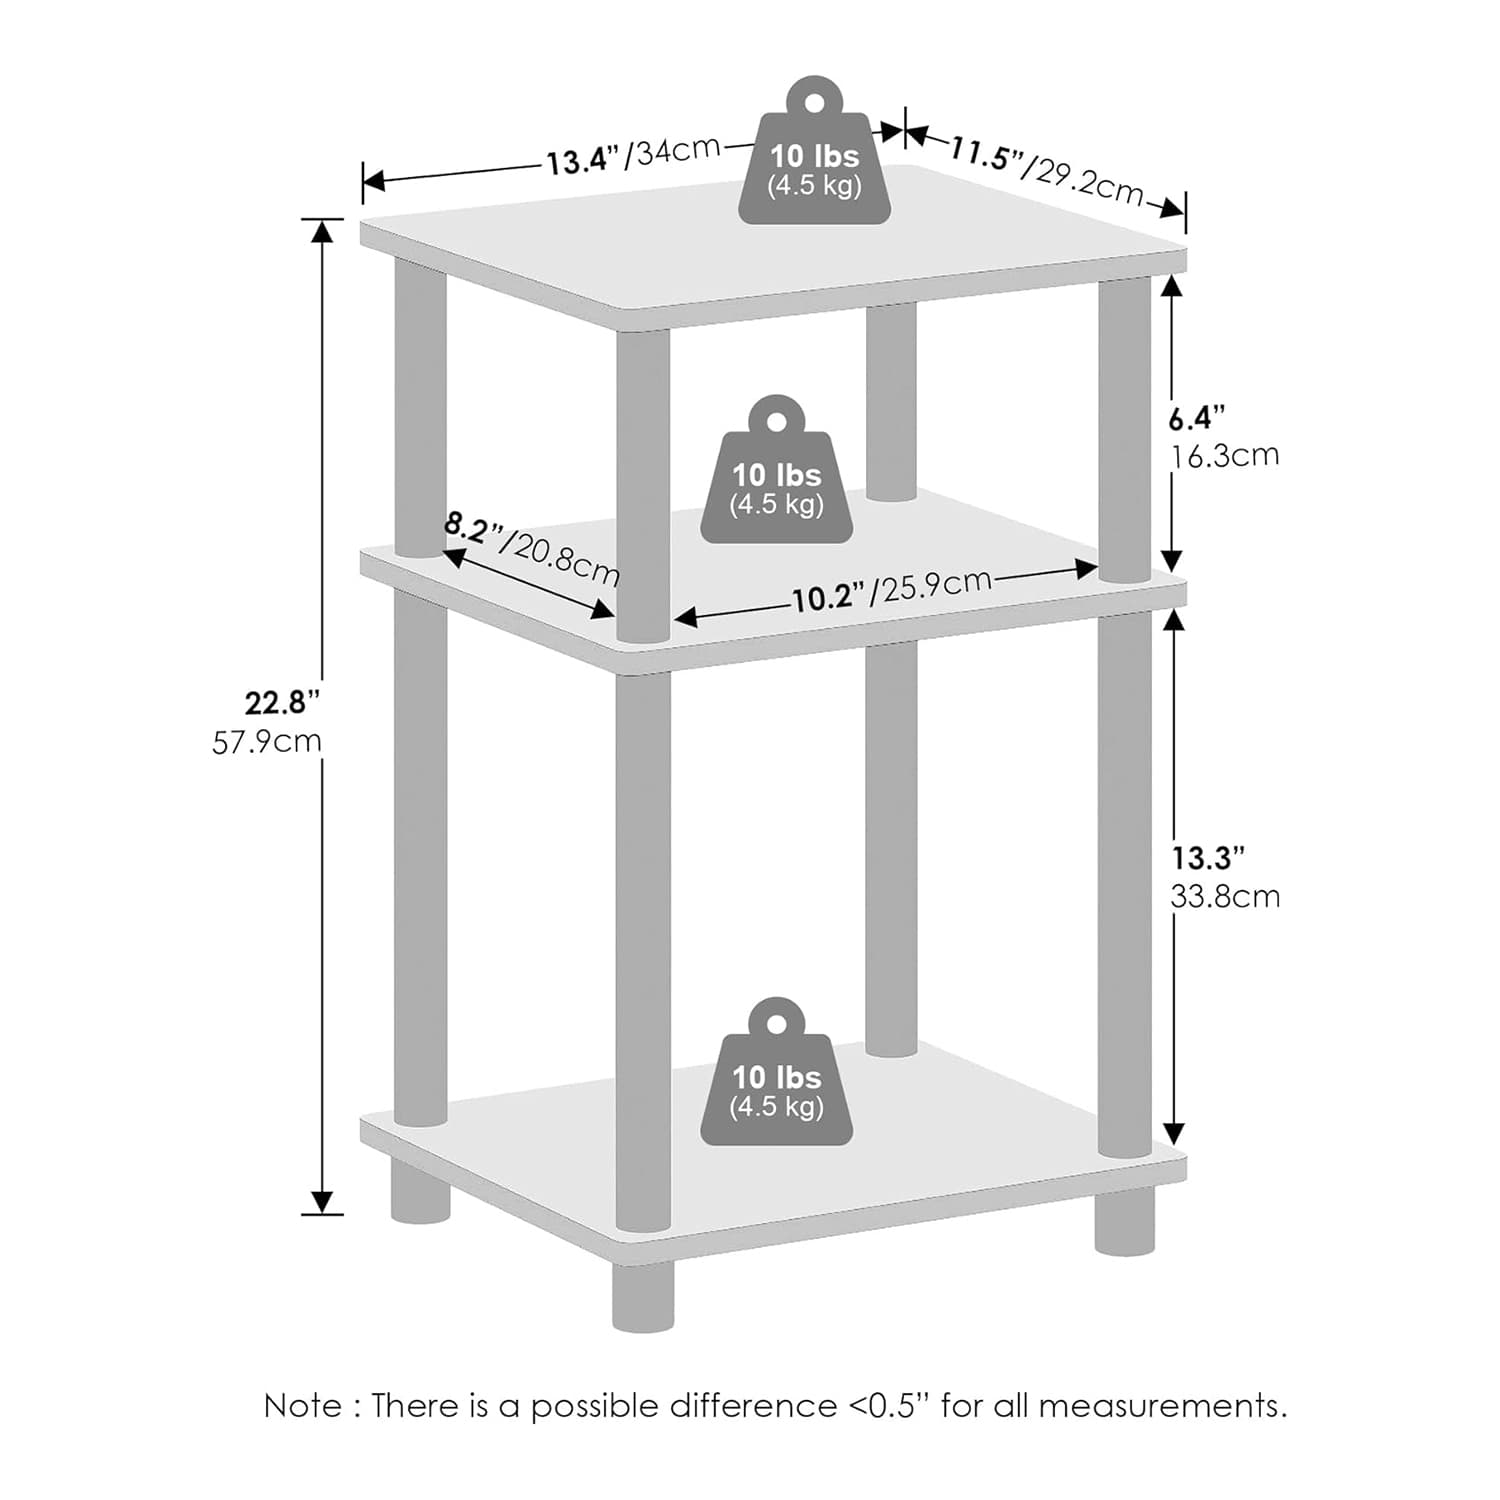 13.4”/34cm
10 lbs
(4.5 kg)
11.5”/29.2cm
6.4”
16.3cm
10 lbs
(4.5 kg)
8.2”/20.8cm
10.2”/25.9cm
22.8”
57.9cm
13.3”
33.8cm
10 lbs
(4.5 kg)
Note : There is a possible difference <0.5” for all measurements.